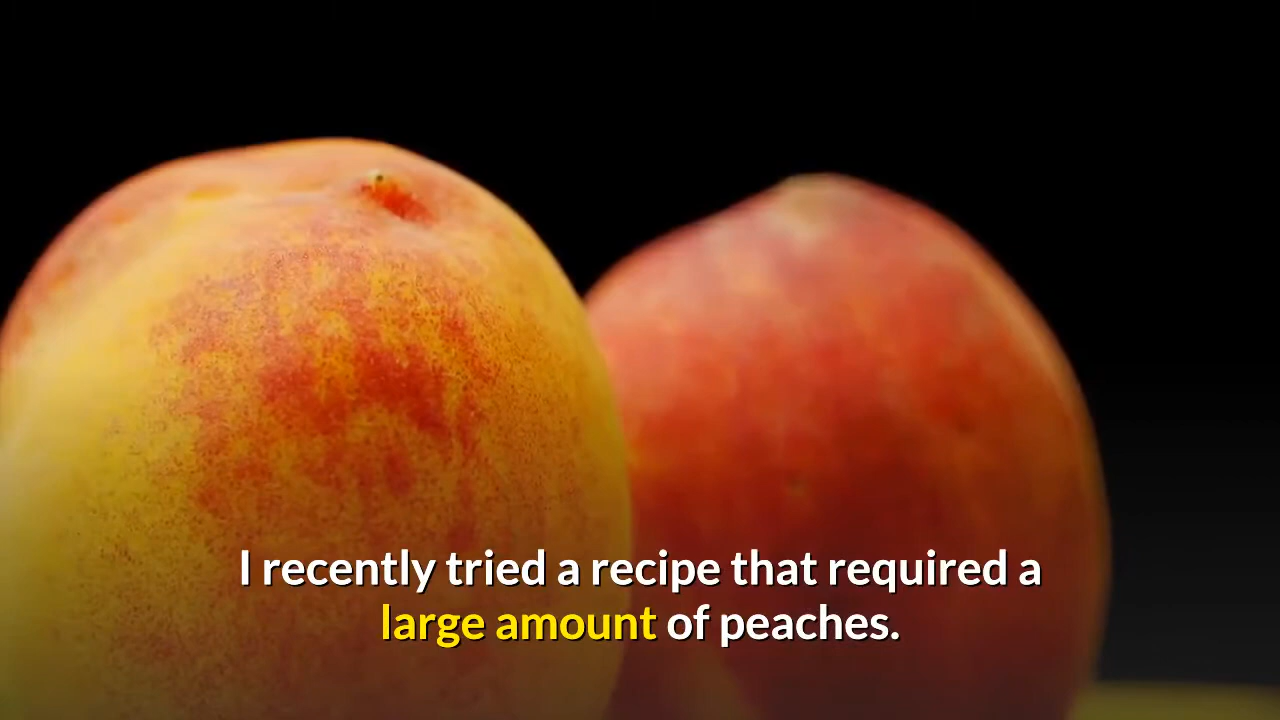 I recently tried a recipe that required a
large amount of peaches.